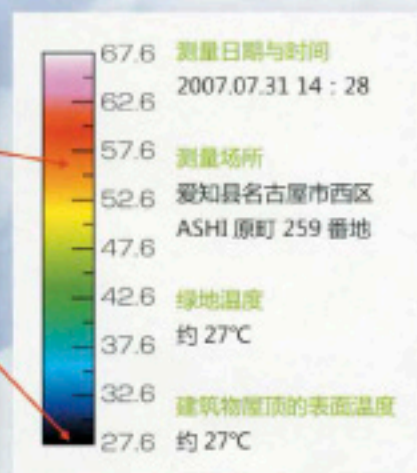 67.6
62.6
57.6
52.6
47.6
42.6
37.6
32.6
27.6
测量日期与时间
2007.07.31 14：28
测量场所
爱知县名古屋市西区
ASHI 原町 259 番地
绿地温度
约 27℃
建筑物屋顶的表面温度
约 27℃